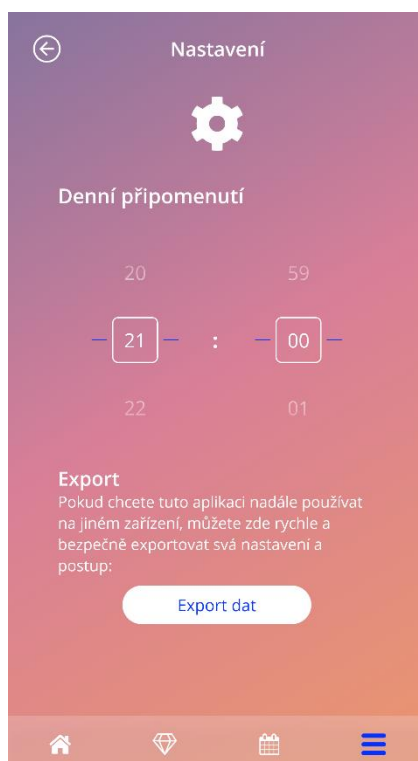 Nastavení
Denní připomenutí
20 59
21 : 00
22 01
Export
Pokud chcete tuto aplikaci nadále používat
na jiném zařízení, můžete zde rychle a
bezpečně exportovat svá nastavení a
postup:
Export dat